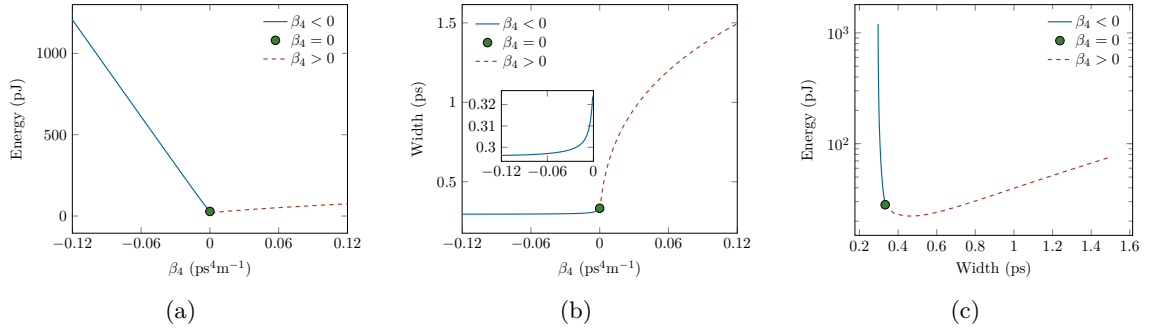 β₄ < 0
β₄ = 0
β₄ > 0
1000
500
0
Energy (pJ)
−0.12
−0.06
0
0.06
0.12
β₄ (ps⁴m⁻¹)
(a)
β₄ < 0
β₄ = 0
β₄ > 0
1.5
1
0.5
Width (ps)
0.32
0.31
0.3
−0.12
−0.06
0
−0.12
−0.06
0
0.06
0.12
β₄ (ps⁴m⁻¹)
(b)
β₄ < 0
β₄ = 0
β₄ > 0
10³
10²
Energy (pJ)
0.2
0.4
0.6
0.8
1
1.2
1.4
1.6
Width (ps)
(c)